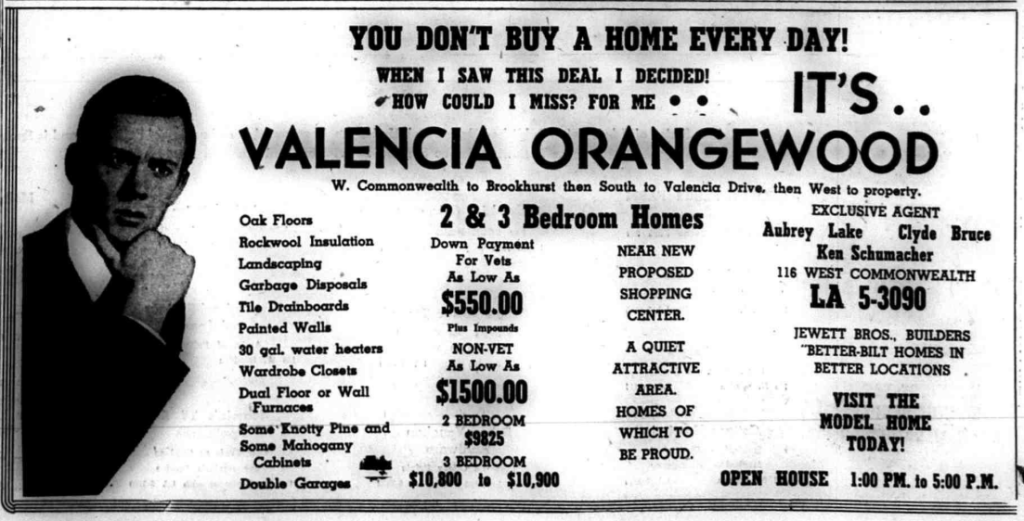 YOU DON'T BUY A HOME EVERY DAY!
WHEN I SAW THIS DEAL I DECIDED!
HOW COULD I MISS? FOR ME • •
IT'S . .
VALENCIA ORANGEWOOD
W. Commonwealth to Brookhurst then South to Valencia Drive, then West to property.
Oak Floors
Rockwool Insulation
Landscaping
Garbage Disposals
Tile Drainboards
Painted Walls
30 gal. water heaters
Wardrobe Closets
Dual Floor or Wall
Furnaces
Some Knotty Pine and
Some Mahogany
Cabinets
Double Garages
2 & 3 Bedroom Homes
Down Payment
For Vets
As Low As
$550.00
Plus Impounds
NON-VET
As Low As
$1500.00
2 BEDROOM
$9825
3 BEDROOM
$10,800 to $10,900
NEAR NEW
PROPOSED
SHOPPING
CENTER.
A QUIET
ATTRACTIVE
AREA.
HOMES OF
WHICH TO
BE PROUD.
EXCLUSIVE AGENT
Aubrey Lake Clyde Bruce
Ken Schumacher
116 WEST COMMONWEALTH
LA 5-3090
JEWETT BROS., BUILDERS
"BETTER-BILT HOMES IN
BETTER LOCATIONS
VISIT THE
MODEL HOME
TODAY!
OPEN HOUSE 1:00 PM. to 5:00 P.M.